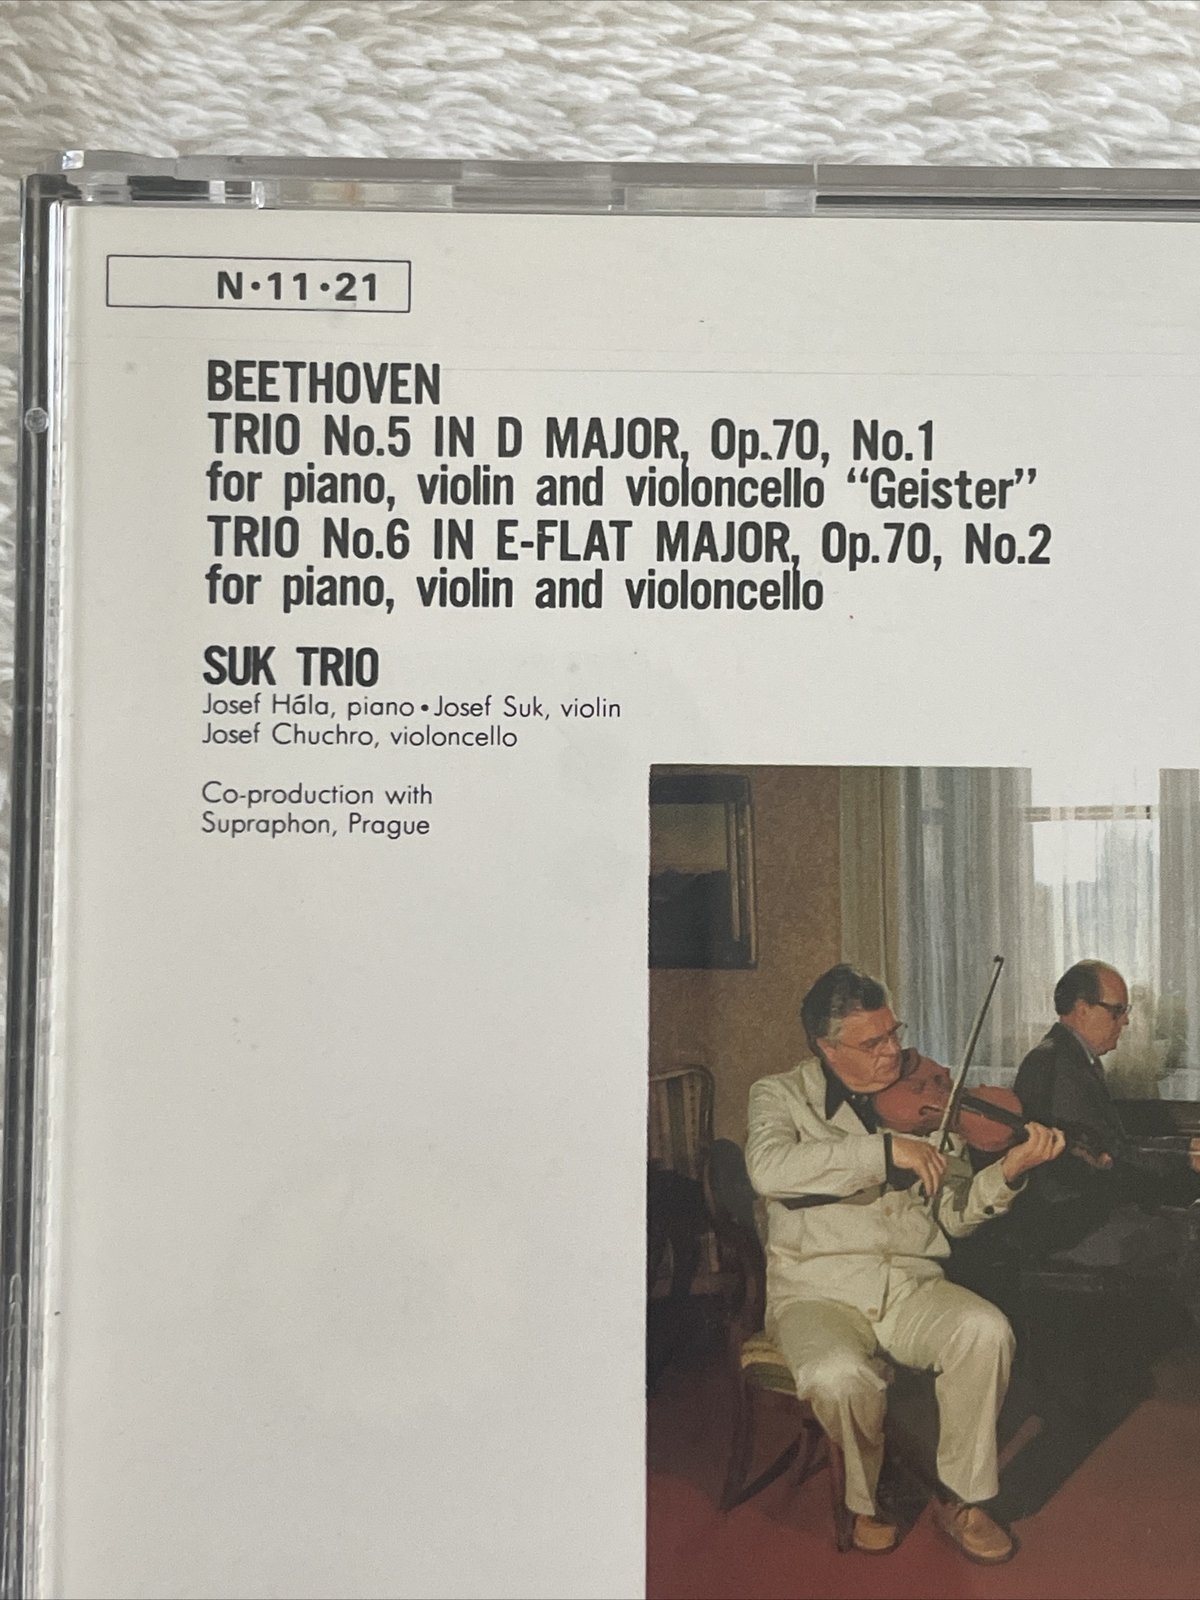 N·11·21
BEETHOVEN
TRIO No.5 IN D MAJOR, Op.70, No.1
for piano, violin and violoncello “Geister”
TRIO No.6 IN E-FLAT MAJOR, Op.70, No.2
for piano, violin and violoncello
SUK TRIO
Josef Hála, piano • Josef Suk, violin
Josef Chuchro, violoncello
Co-production with
Supraphon, Prague